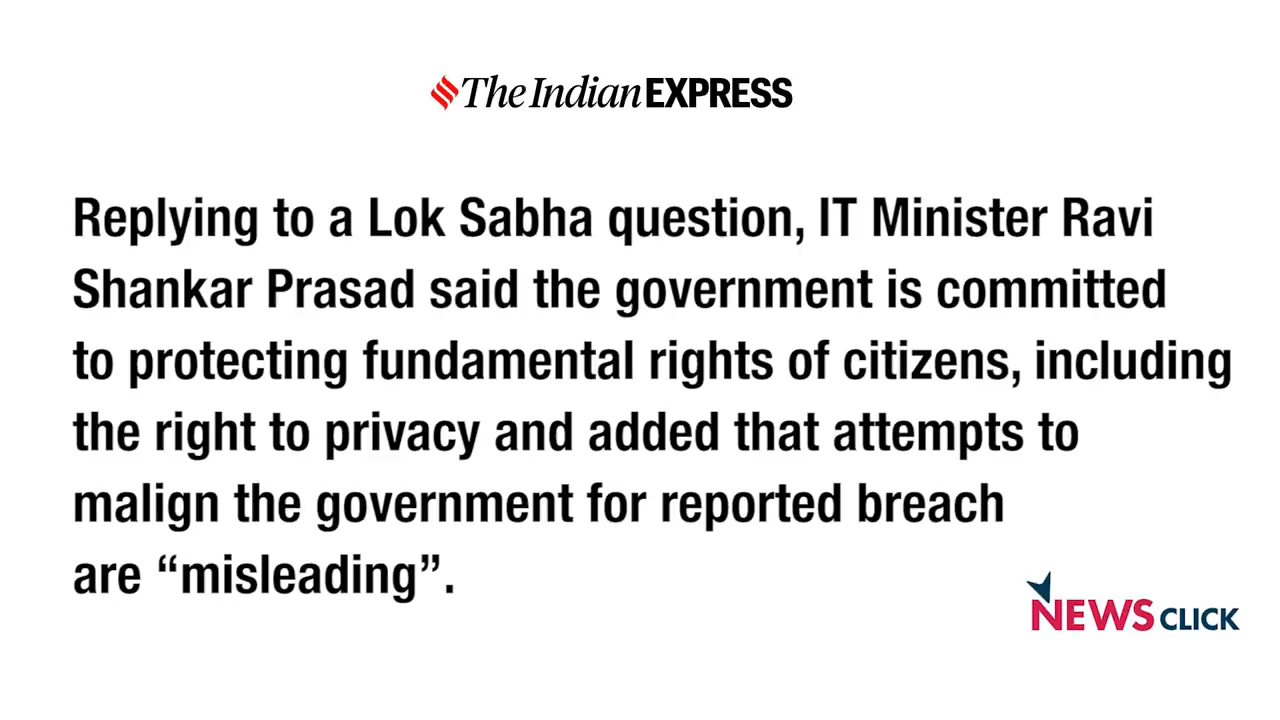 The Indian EXPRESS
Replying to a Lok Sabha question, IT Minister Ravi
Shankar Prasad said the government is committed
to protecting fundamental rights of citizens, including
the right to privacy and added that attempts to
malign the government for reported breach
are “misleading”.
NEWSCLICK